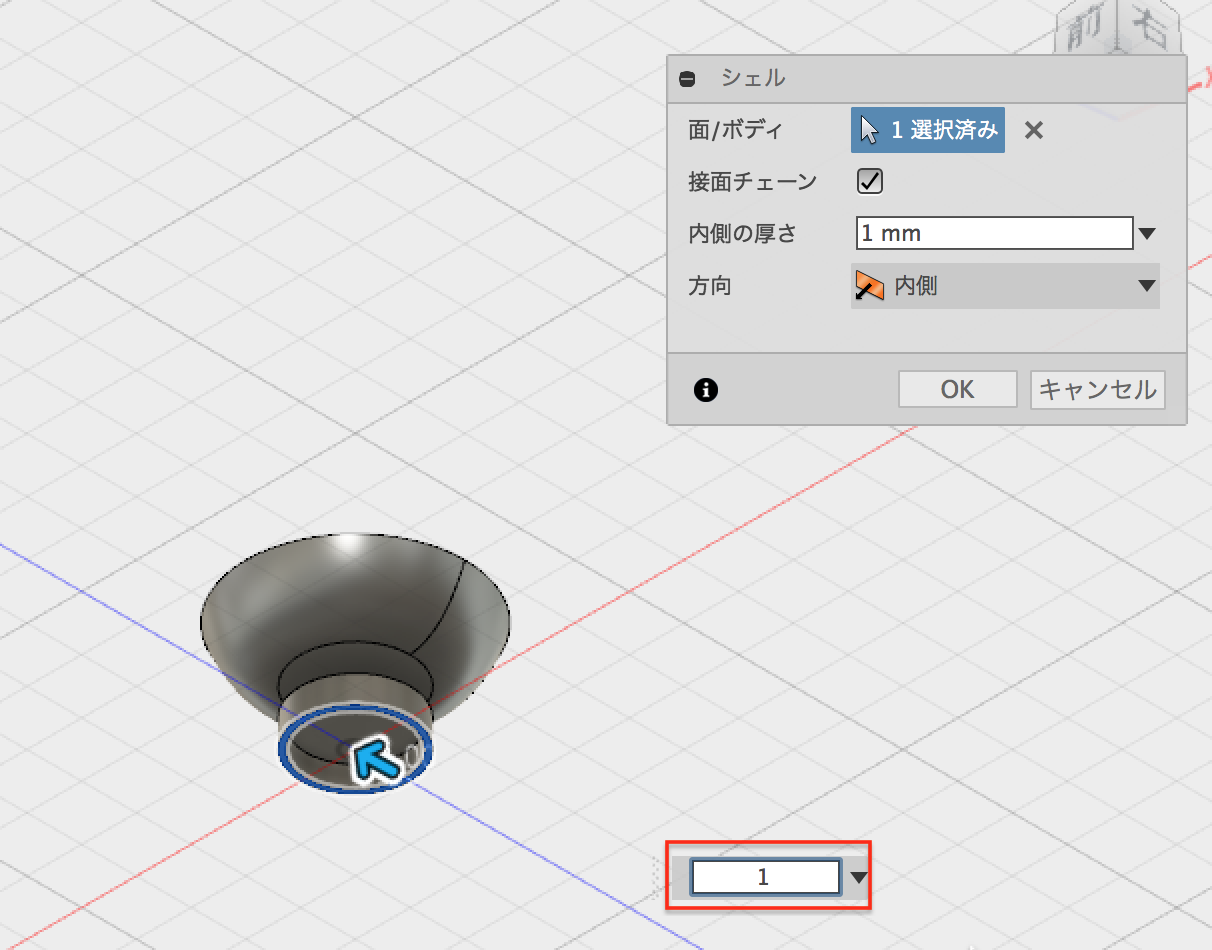 前 右
X
シェル
面/ボディ 1 選択済み
接面チェーン
内側の厚さ 1 mm
方向 内側
OK キャンセル
1